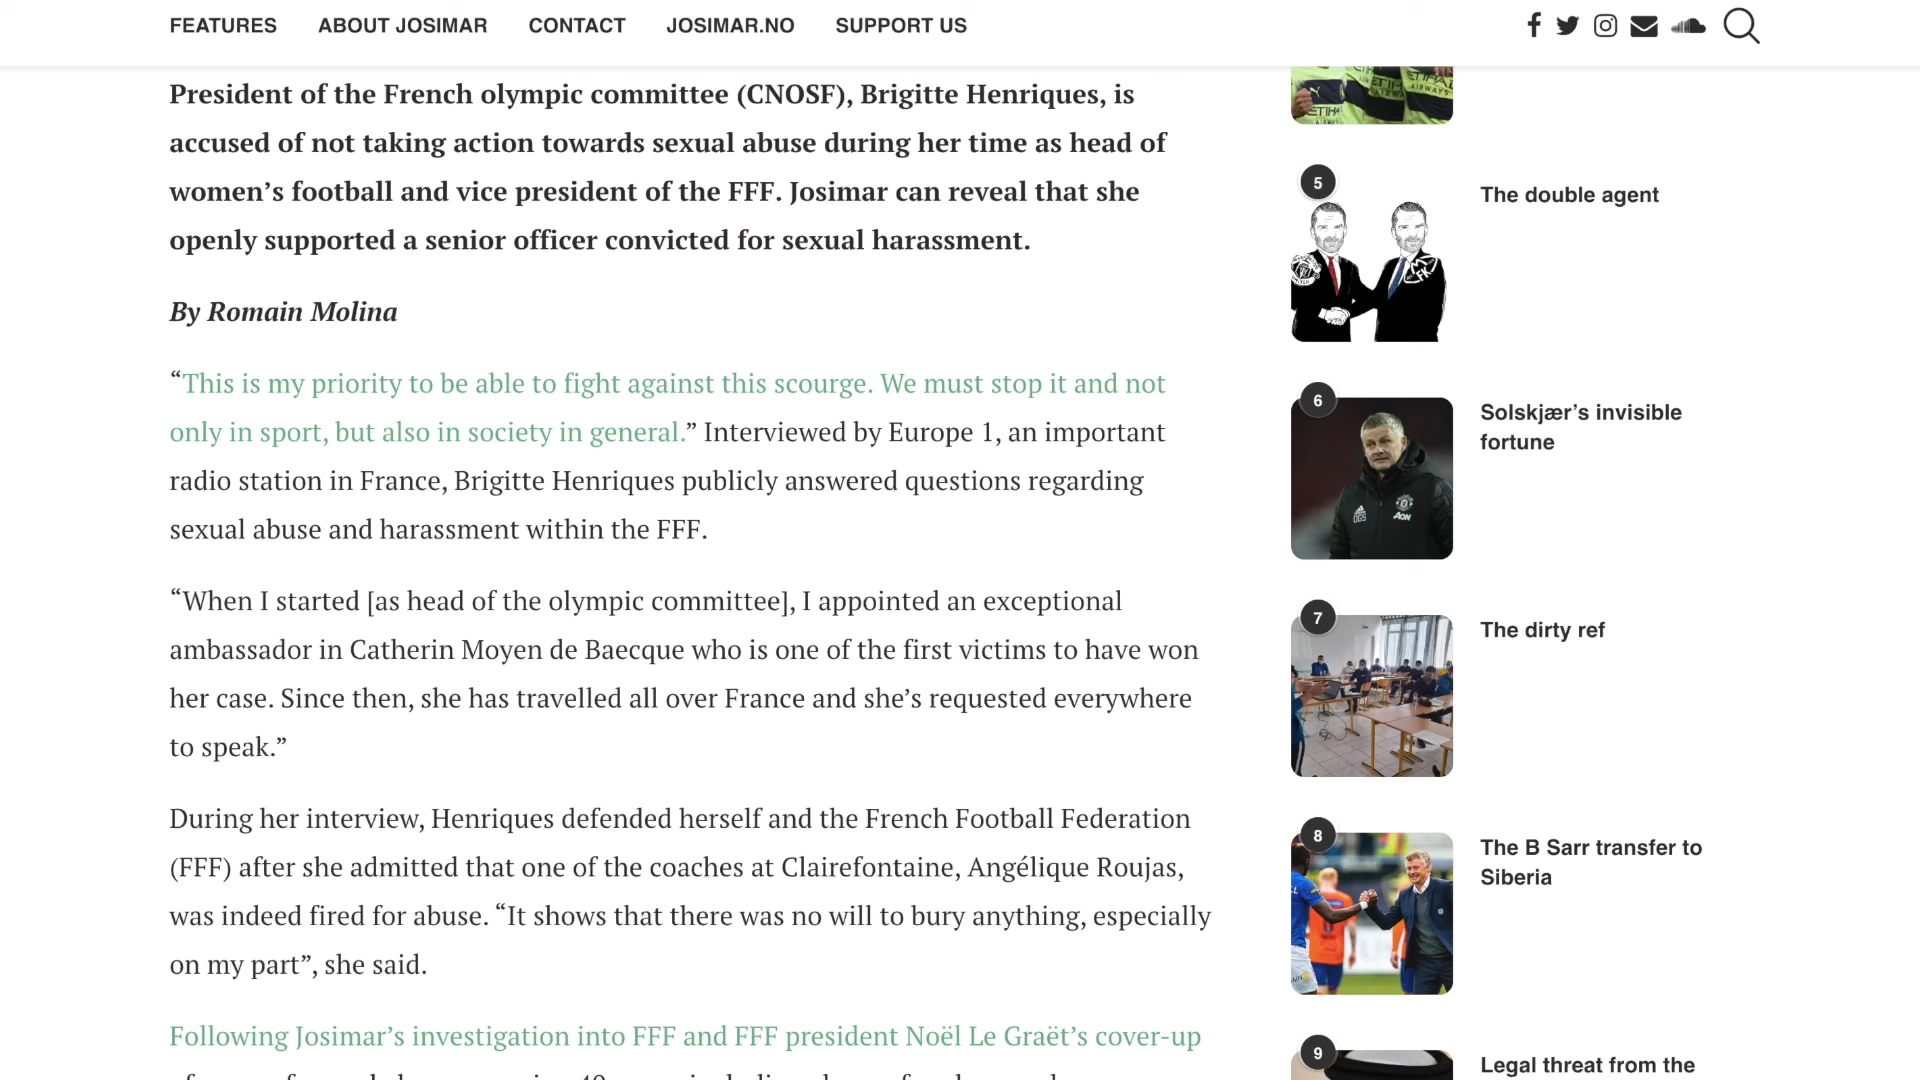 FEATURES ABOUT JOSIMAR CONTACT JOSIMAR.NO SUPPORT US
President of the French olympic committee (CNOSF), Brigitte Henriques, is
accused of not taking action towards sexual abuse during her time as head of
women’s football and vice president of the FFF. Josimar can reveal that she
openly supported a senior officer convicted for sexual harassment.
By Romain Molina
“This is my priority to be able to fight against this scourge. We must stop it and not
only in sport, but also in society in general.” Interviewed by Europe 1, an important
radio station in France, Brigitte Henriques publicly answered questions regarding
sexual abuse and harassment within the FFF.
“When I started [as head of the olympic committee], I appointed an exceptional
ambassador in Catherin Moyen de Baecque who is one of the first victims to have won
her case. Since then, she has travelled all over France and she’s requested everywhere
to speak.”
During her interview, Henriques defended herself and the French Football Federation
(FFF) after she admitted that one of the coaches at Clairefontaine, Angélique Roujas,
was indeed fired for abuse. “It shows that there was no will to bury anything, especially
on my part”, she said.
Following Josimar’s investigation into FFF and FFF president Noël Le Graët’s cover-up
ETIHAD
AIRWAYS
5
The double agent
6
Solskjær’s invisible
fortune
OGS
AON
7
The dirty ref
8
The B Sarr transfer to
Siberia
9
Legal threat from the